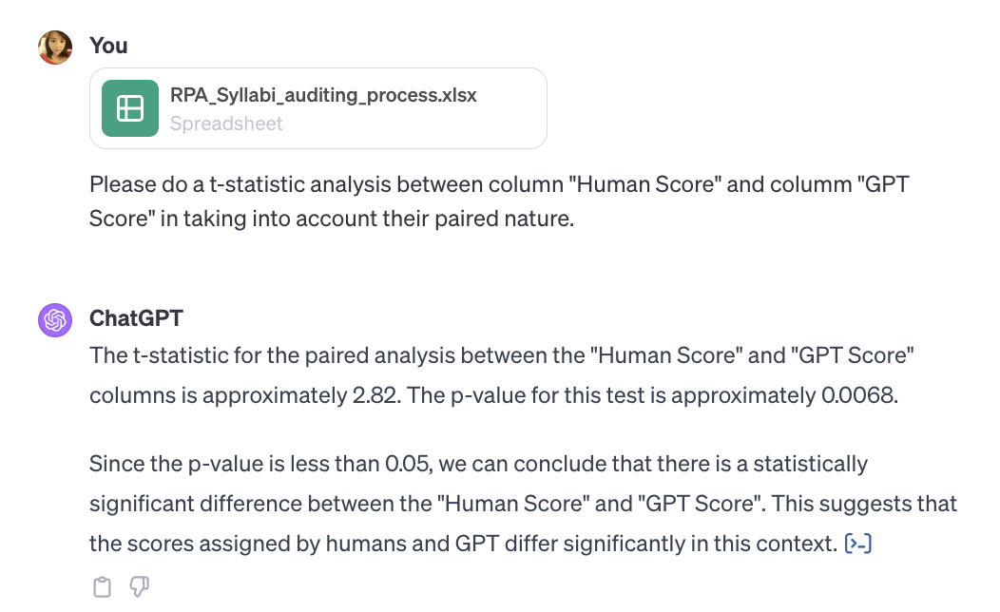 You
RPA_Syllabi_auditing_process.xlsx
Spreadsheet
Please do a t-statistic analysis between column "Human Score" and columm "GPT
Score" in taking into account their paired nature.
ChatGPT
The t-statistic for the paired analysis between the "Human Score" and "GPT Score"
columns is approximately 2.82. The p-value for this test is approximately 0.0068.
Since the p-value is less than 0.05, we can conclude that there is a statistically
significant difference between the "Human Score" and "GPT Score". This suggests that
the scores assigned by humans and GPT differ significantly in this context. [>-]